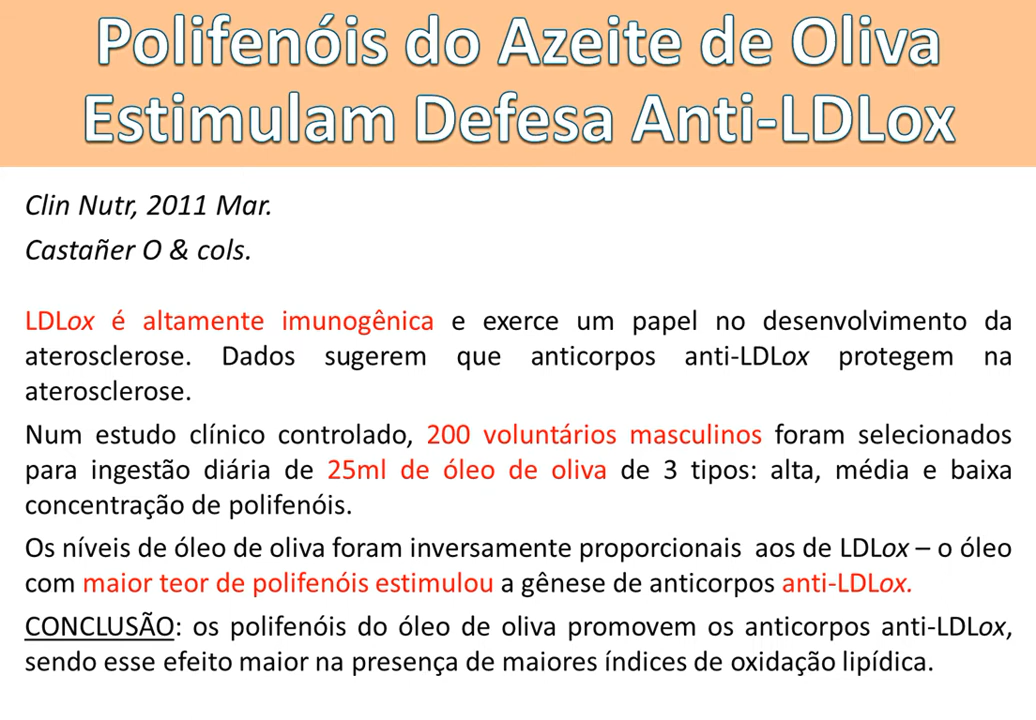 Polifenóis do Azeite de Oliva
Estimulam Defesa Anti-LDLox
Clin Nutr, 2011 Mar.
Castañer O & cols.
LDLox é altamente imunogênica e exerce um papel no desenvolvimento da
aterosclerose. Dados sugerem que anticorpos anti-LDLox protegem na
aterosclerose.
Num estudo clínico controlado, 200 voluntários masculinos foram selecionados
para ingestão diária de 25ml de óleo de oliva de 3 tipos: alta, média e baixa
concentração de polifenóis.
Os níveis de óleo de oliva foram inversamente proporcionais aos de LDLox – o óleo
com maior teor de polifenóis estimulou a gênese de anticorpos anti-LDLox.
CONCLUSÃO: os polifenóis do óleo de oliva promovem os anticorpos anti-LDLox,
sendo esse efeito maior na presença de maiores índices de oxidação lipídica.